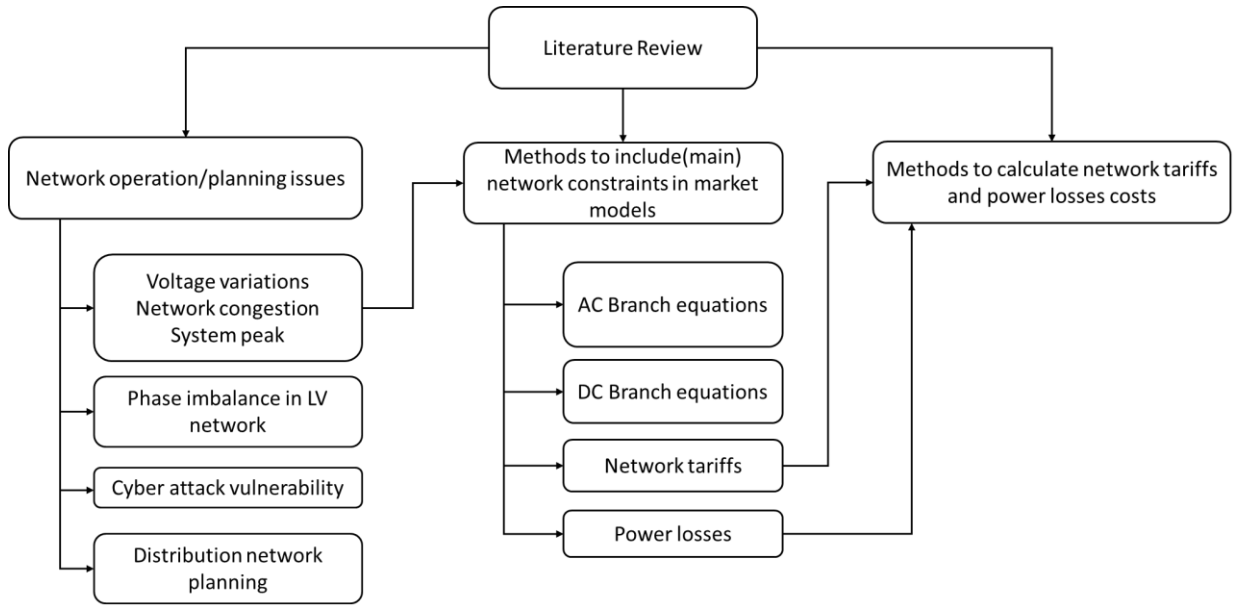 Literature Review
Network operation/planning issues
Voltage variations
Network congestion
System peak
Phase imbalance in LV
network
Cyber attack vulnerability
Distribution network
planning
Methods to include(main)
network constraints in market
models
AC Branch equations
DC Branch equations
Network tariffs
Power losses
Methods to calculate network tariffs
and power losses costs